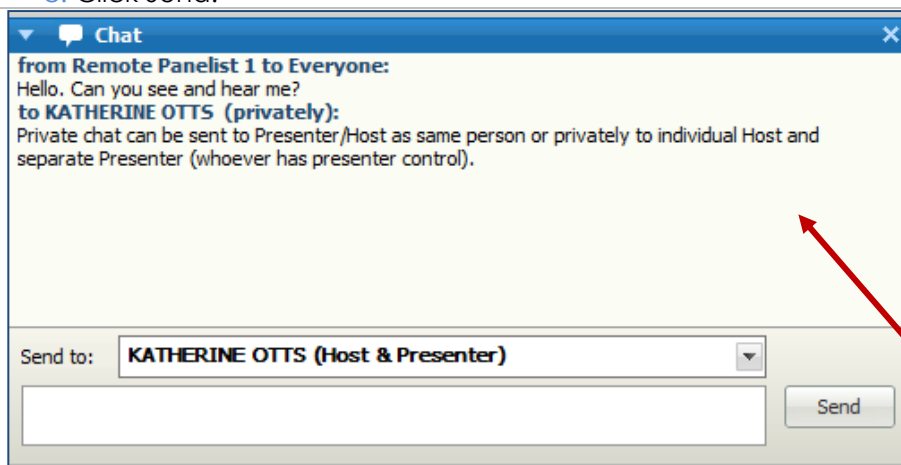 Chat
from Remote Panelist 1 to Everyone:
Hello. Can you see and hear me?
to KATHERINE OTTS (privately):
Private chat can be sent to Presenter/Host as same person or privately to individual Host and
separate Presenter (whoever has presenter control).
Send to: KATHERINE OTTS (Host & Presenter)
Send